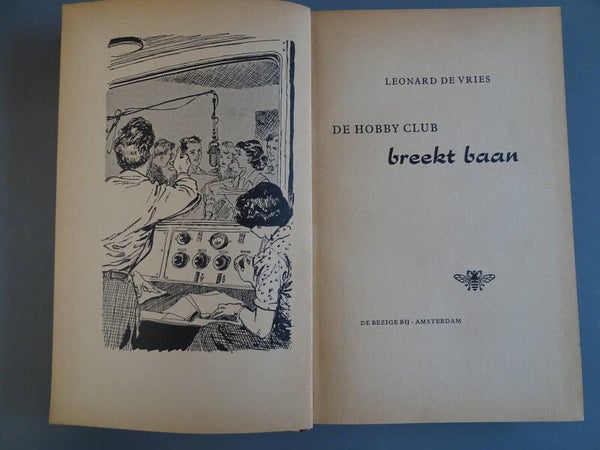 LEONARD DE VRIES
DE HOBBY CLUB
breekt baan
DE BEZIGE BIJ - AMSTERDAM